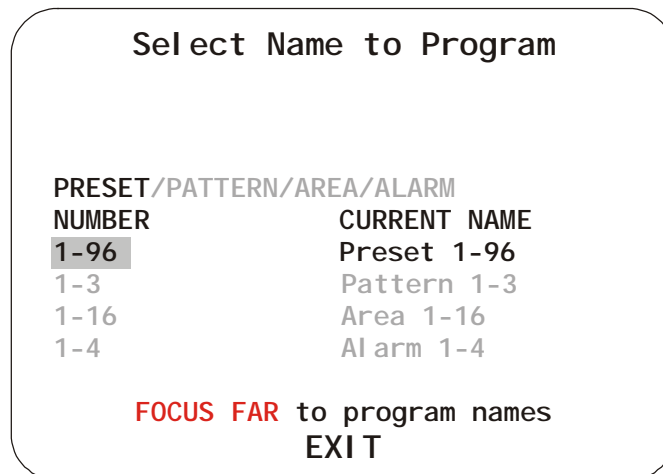 Select Name to Program
PRESET/PATTERN/AREA/ALARM
NUMBER CURRENT NAME
1-96 Preset 1-96
1-3 Pattern 1-3
1-16 Area 1-16
1-4 Alarm 1-4
FOCUS FAR to program names
EXIT